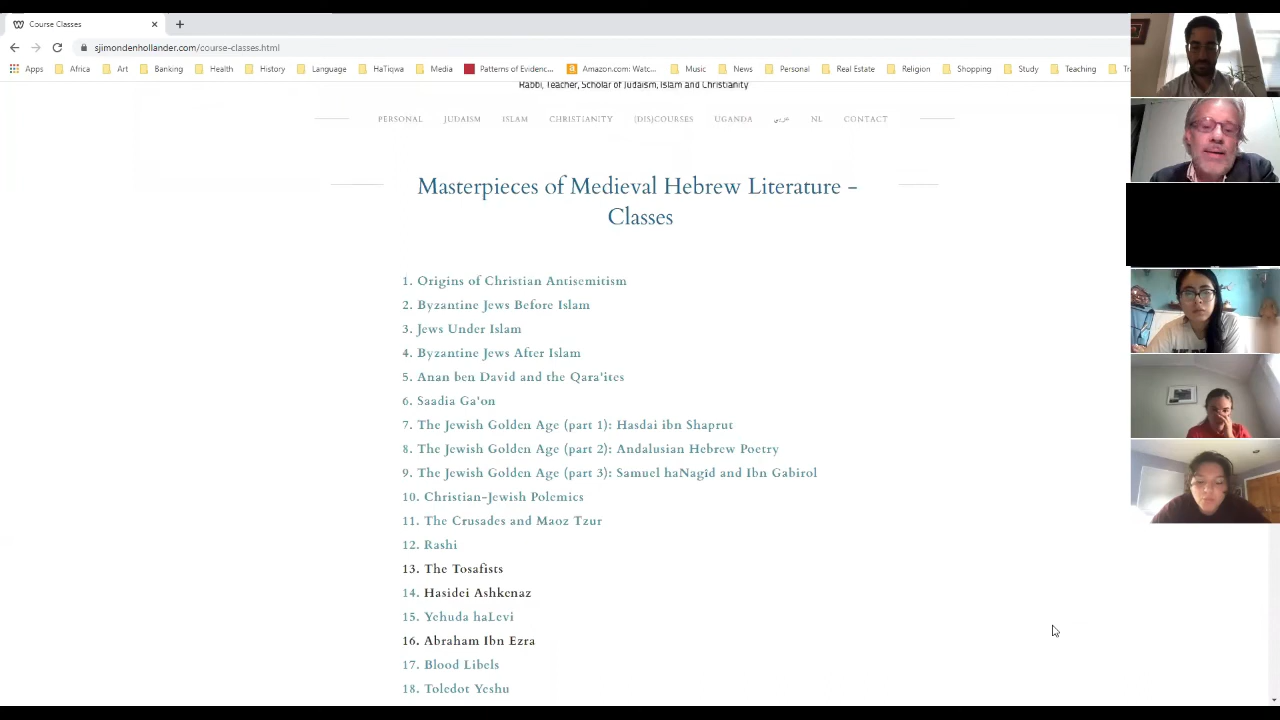 Course Classes
sjimondenhollander.com/course-classes.html
Apps Africa Art Banking Health History Language HaTiqwa Media Patterns of Evidenc... Amazon.com: Watc... Music News Personal Real Estate Religion Shopping Study Teaching Tr
Rabbi, Teacher, Scholar of Judaism, Islam and Christianity
PERSONAL JUDAISM ISLAM CHRISTIANITY (DIS)COURSES UGANDA عربي NL CONTACT
Masterpieces of Medieval Hebrew Literature -
Classes
1. Origins of Christian Antisemitism
2. Byzantine Jews Before Islam
3. Jews Under Islam
4. Byzantine Jews After Islam
5. Anan ben David and the Qara'ites
6. Saadia Ga'on
7. The Jewish Golden Age (part 1): Hasdai ibn Shaprut
8. The Jewish Golden Age (part 2): Andalusian Hebrew Poetry
9. The Jewish Golden Age (part 3): Samuel haNagid and Ibn Gabirol
10. Christian-Jewish Polemics
11. The Crusades and Maoz Tzur
12. Rashi
13. The Tosafists
14. Hasidei Ashkenaz
15. Yehuda haLevi
16. Abraham Ibn Ezra
17. Blood Libels
18. Toledot Yeshu